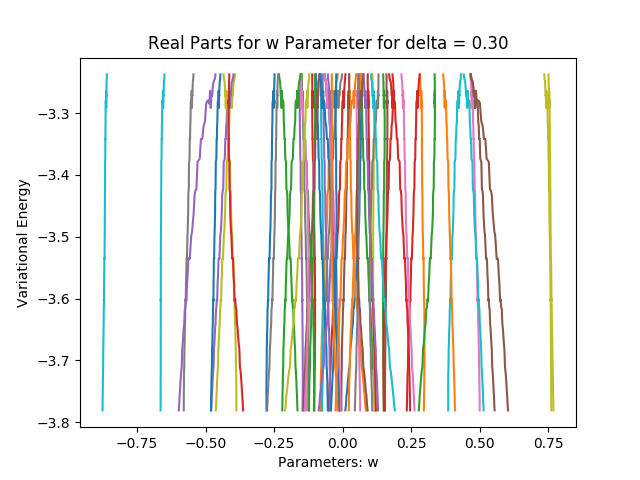 Real Parts for w Parameter for delta = 0.30
Variational Energy
−3.3
−3.4
−3.5
−3.6
−3.7
−3.8
−0.75 −0.50 −0.25 0.00 0.25 0.50 0.75
Parameters: w